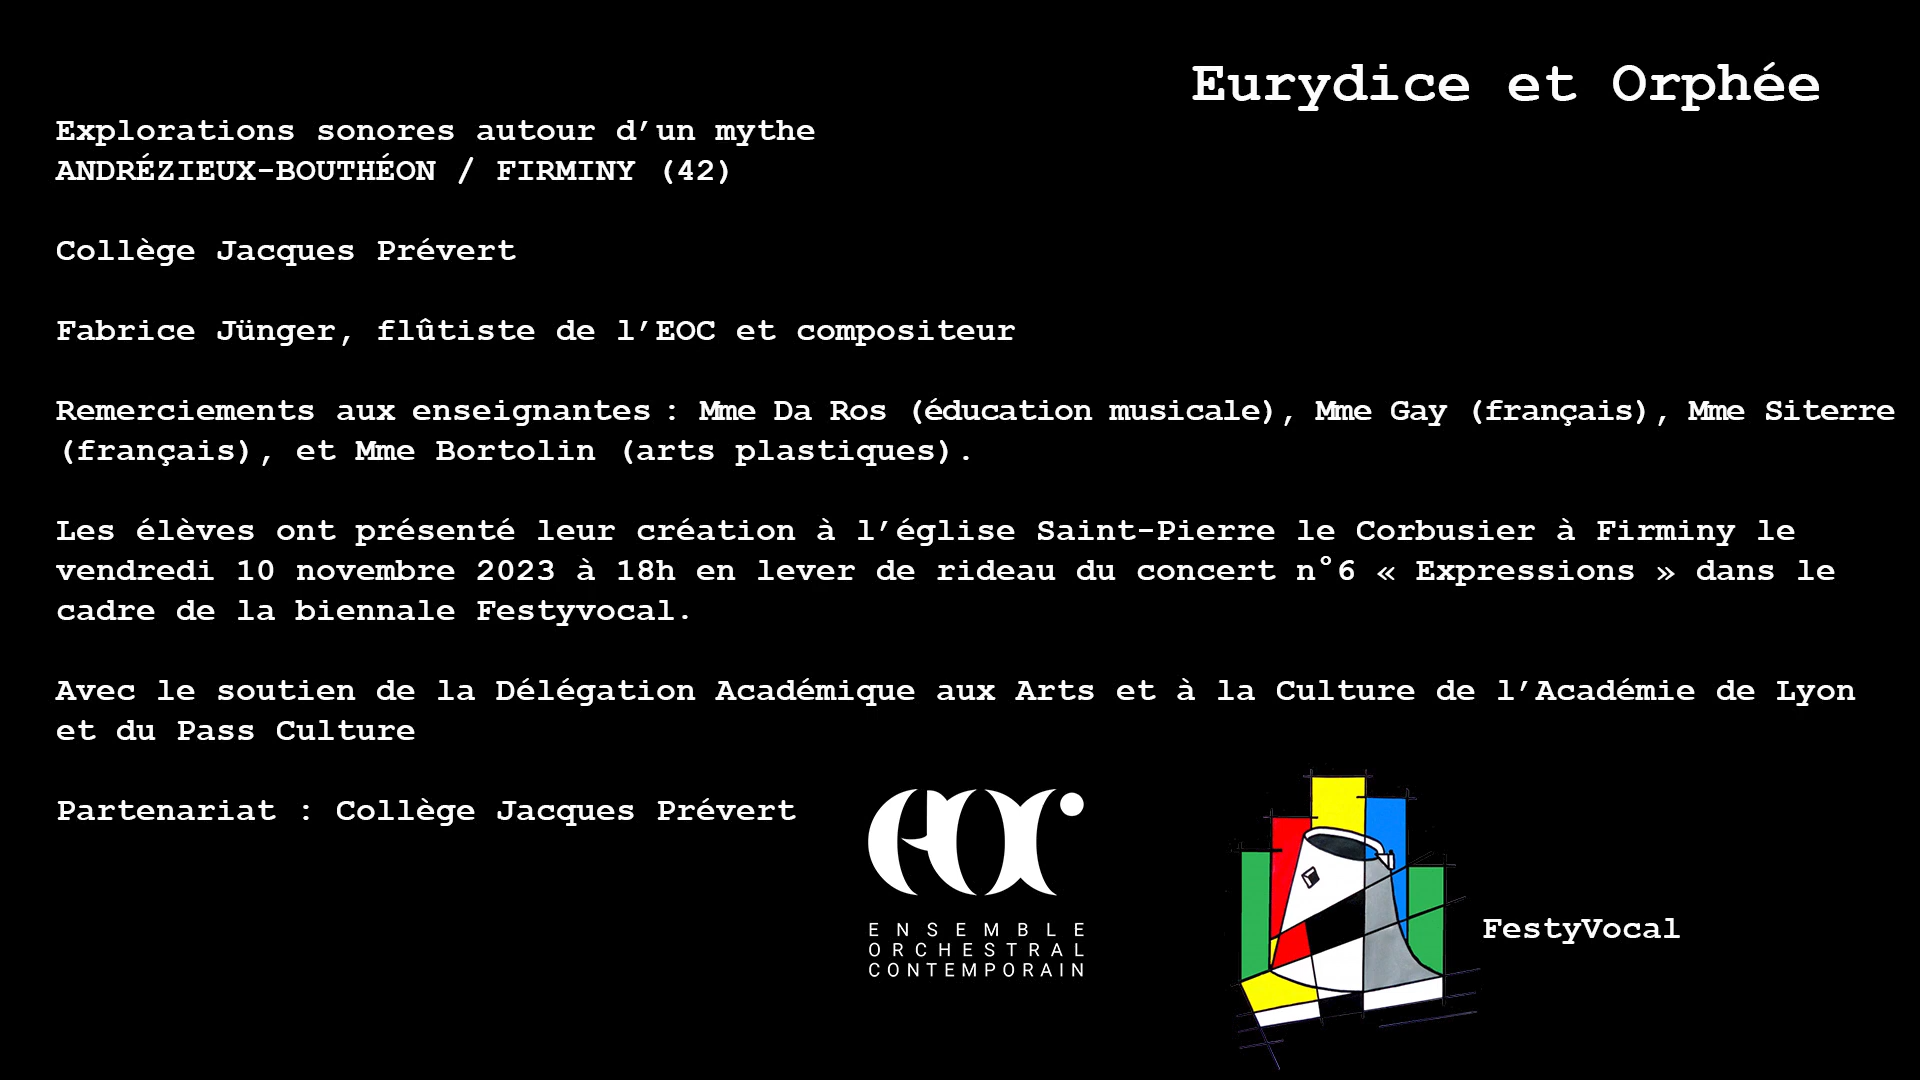 Eurydice et Orphée
Explorations sonores autour d’un mythe
ANDRÉZIEUX-BOUTHÉON / FIRMINY (42)
Collège Jacques Prévert
Fabrice Jünger, flûtiste de l’EOC et compositeur
Remerciements aux enseignantes : Mme Da Ros (éducation musicale), Mme Gay (français), Mme Siterre
(français), et Mme Bortolin (arts plastiques).
Les élèves ont présenté leur création à l’église Saint-Pierre le Corbusier à Firminy le
vendredi 10 novembre 2023 à 18h en lever de rideau du concert n°6 « Expressions » dans le
cadre de la biennale Festyvocal.
Avec le soutien de la Délégation Académique aux Arts et à la Culture de l’Académie de Lyon
et du Pass Culture
Partenariat : Collège Jacques Prévert
eoc
ENSEMBLE
ORCHESTRAL
CONTEMPORAIN
FestyVocal